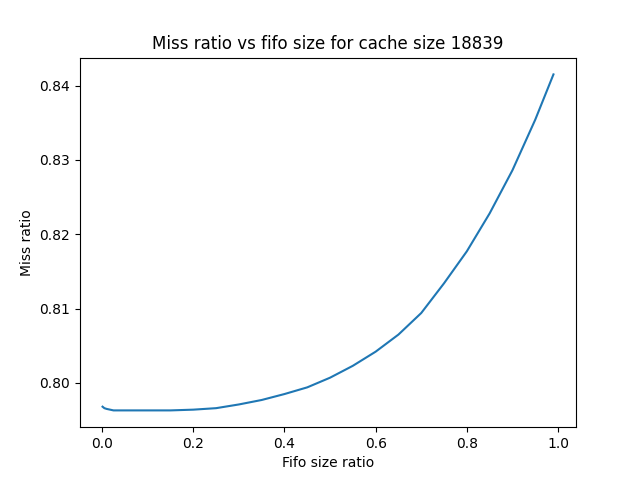 Miss ratio vs fifo size for cache size 18839
0.84
0.83
0.82
0.81
0.80
Miss ratio
0.0 0.2 0.4 0.6 0.8 1.0
Fifo size ratio